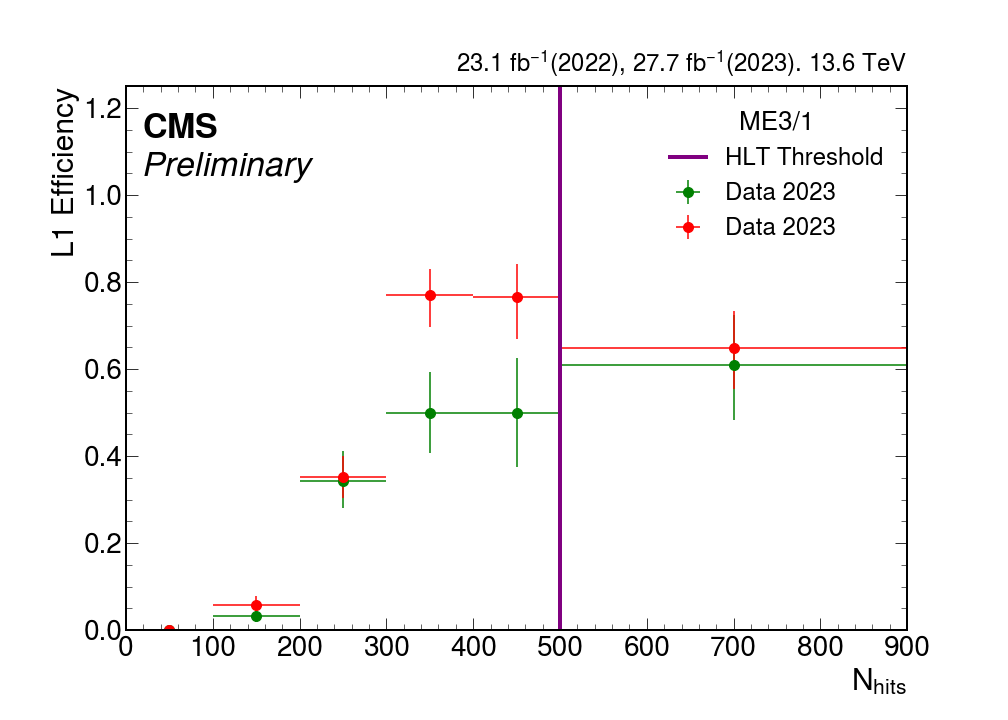 23.1 fb⁻¹(2022), 27.7 fb⁻¹(2023). 13.6 TeV
CMS
Preliminary
ME3/1
HLT Threshold
Data 2023
Data 2023
L1 Efficiency
1.2
1.0
0.8
0.6
0.4
0.2
0.0
0 100 200 300 400 500 600 700 800 900
N_hits